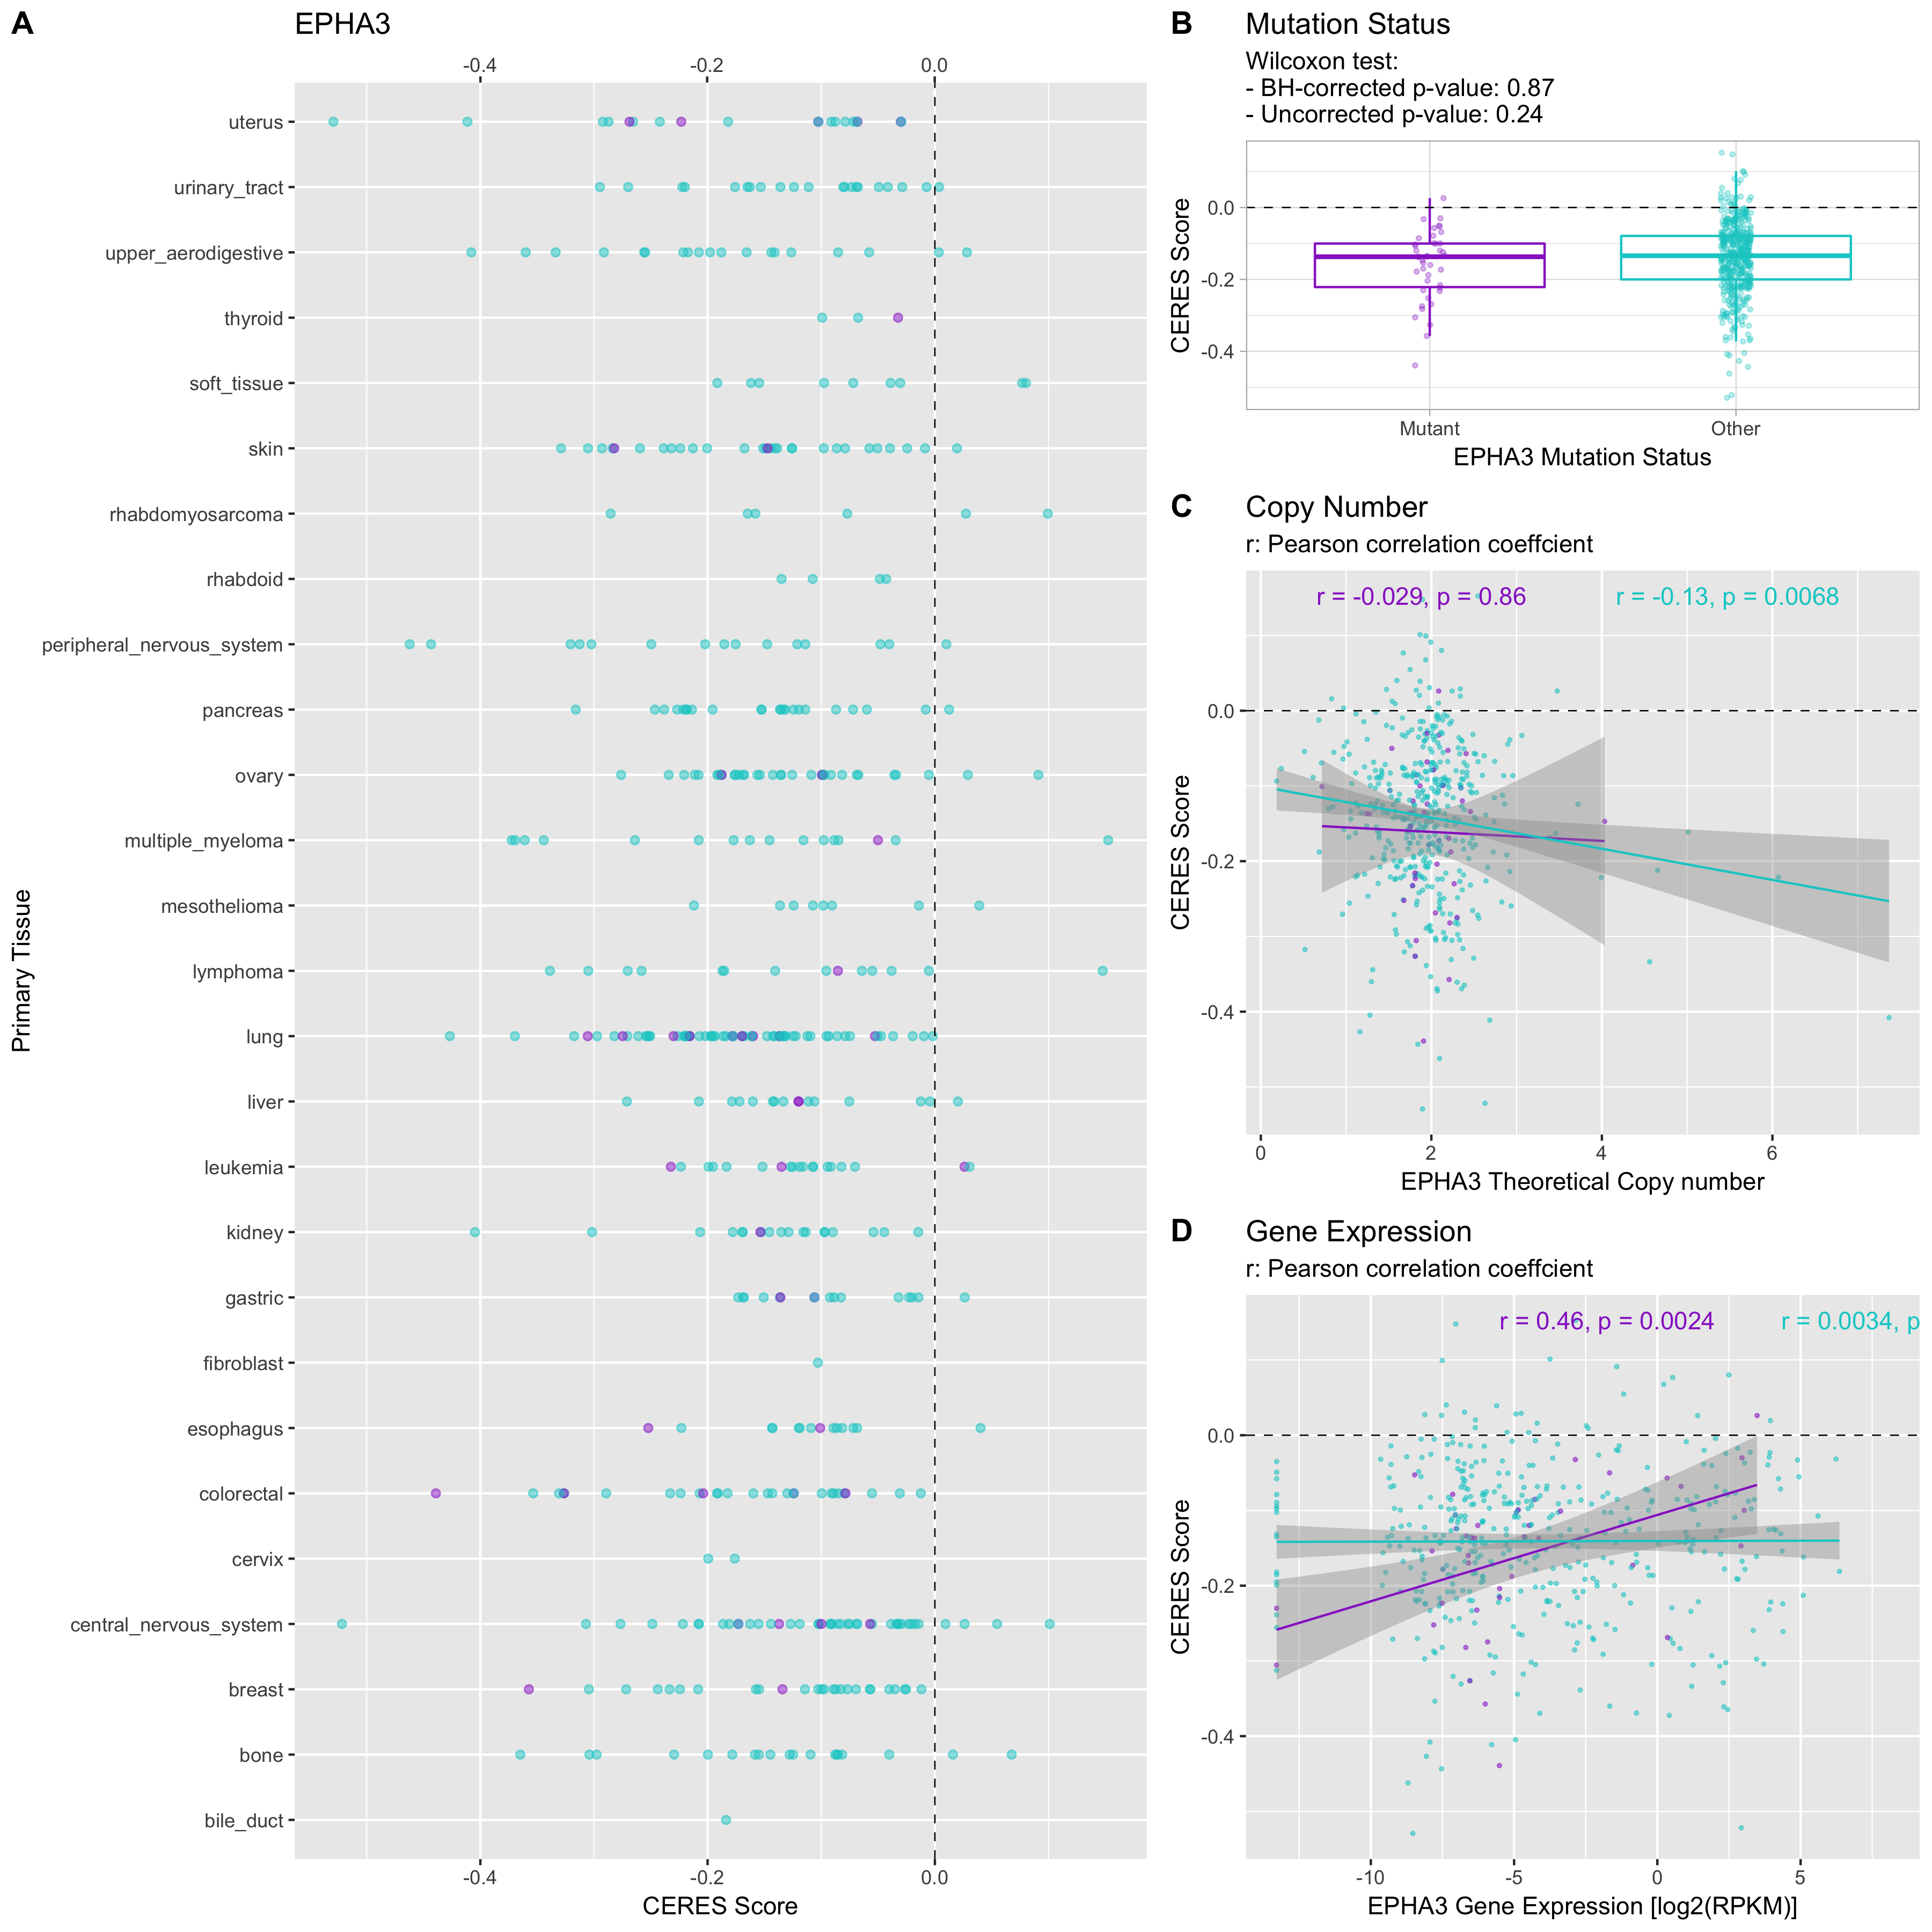 A
EPHA3
-0.4 -0.2 0.0
Primary Tissue
uterus
urinary_tract
upper_aerodigestive
thyroid
soft_tissue
skin
rhabdomyosarcoma
rhabdoid
peripheral_nervous_system
pancreas
ovary
multiple_myeloma
mesothelioma
lymphoma
lung
liver
leukemia
kidney
gastric
fibroblast
esophagus
colorectal
cervix
central_nervous_system
breast
bone
bile_duct
-0.4 -0.2 0.0
CERES Score
B
Mutation Status
Wilcoxon test:
- BH-corrected p-value: 0.87
- Uncorrected p-value: 0.24
CERES Score
0.0
-0.2
-0.4
Mutant Other
EPHA3 Mutation Status
C
Copy Number
r: Pearson correlation coeffcient
r = -0.029, p = 0.86 r = -0.13, p = 0.0068
CERES Score
0.0
-0.2
-0.4
0 2 4 6
EPHA3 Theoretical Copy number
D
Gene Expression
r: Pearson correlation coeffcient
r = 0.46, p = 0.0024 r = 0.0034, p
CERES Score
0.0
-0.2
-0.4
-10 -5 0 5
EPHA3 Gene Expression [log2(RPKM)]